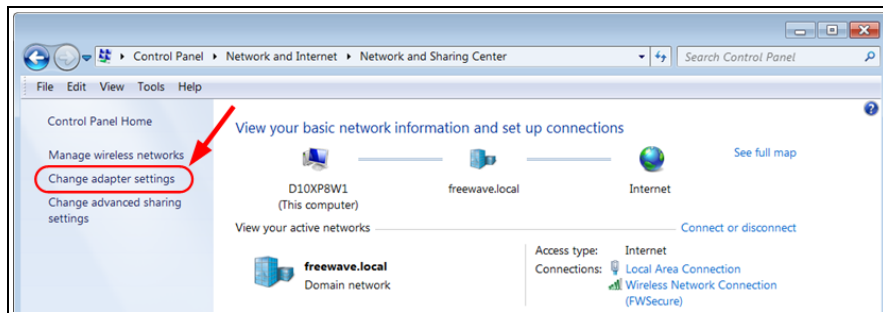 Control Panel ▸ Network and Internet ▸ Network and Sharing Center
Search Control Panel
File Edit View Tools Help
Control Panel Home
Manage wireless networks
Change adapter settings
Change advanced sharing
settings
View your basic network information and set up connections
See full map
D10XP8W1
(This computer)
freewave.local
Internet
View your active networks
Connect or disconnect
freewave.local
Domain network
Access type: Internet
Connections: Local Area Connection
Wireless Network Connection
(FWSecure)